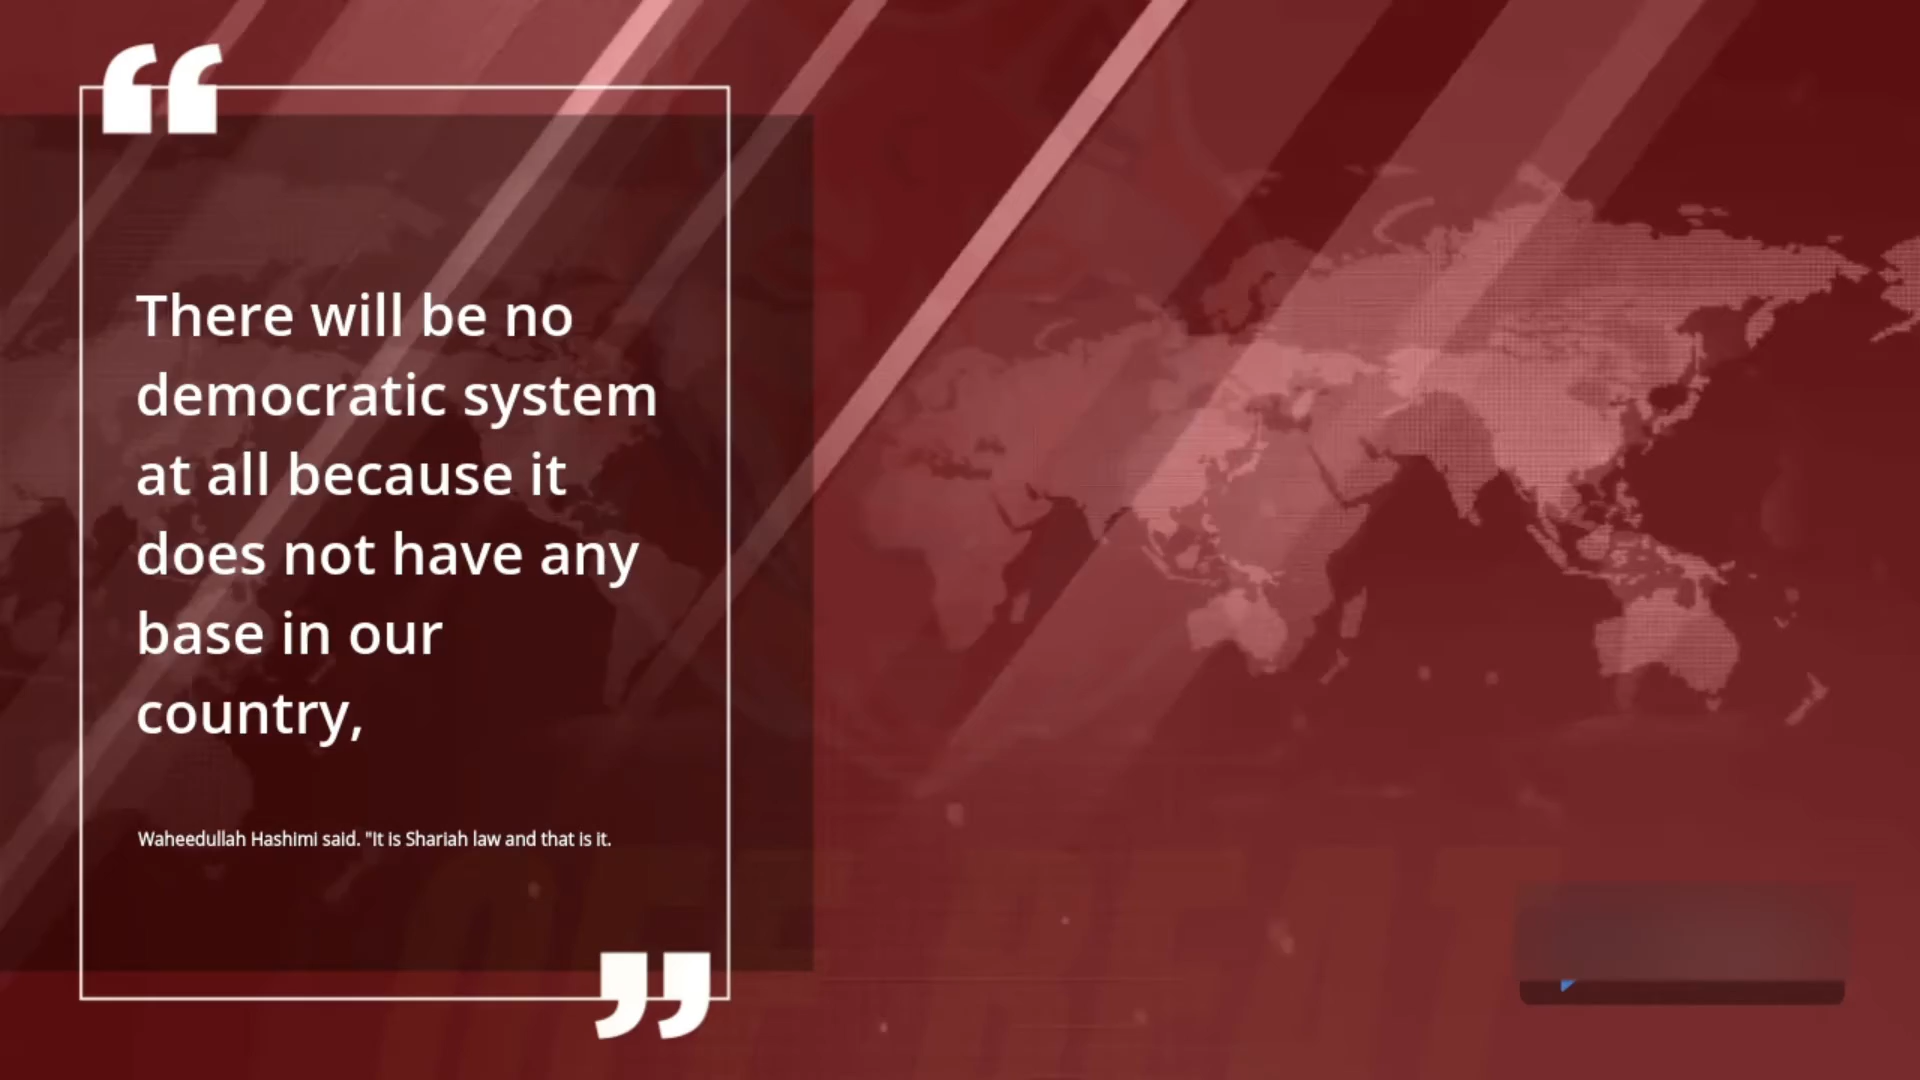 “
There will be no
democratic system
at all because it
does not have any
base in our
country,
Waheedullah Hashimi said. "It is Shariah law and that is it.
”